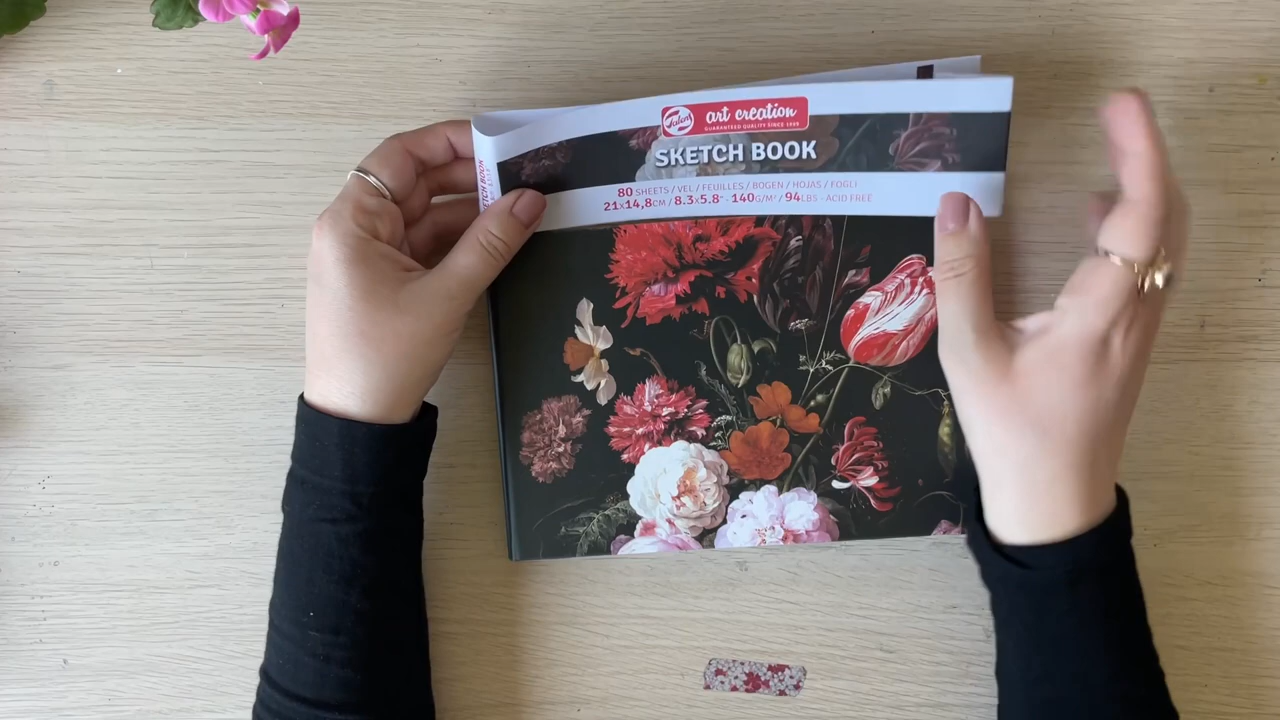 Talens art creation
GUARANTEED QUALITY SINCE 1899
SKETCH BOOK
80 SHEETS / VEL / FEUILLES / BOGEN / HOJAS / FOGLI
21x14,8CM / 8.3x5.8" - 140G/M² / 94LBS - ACID FREE
SKETCH BOOK